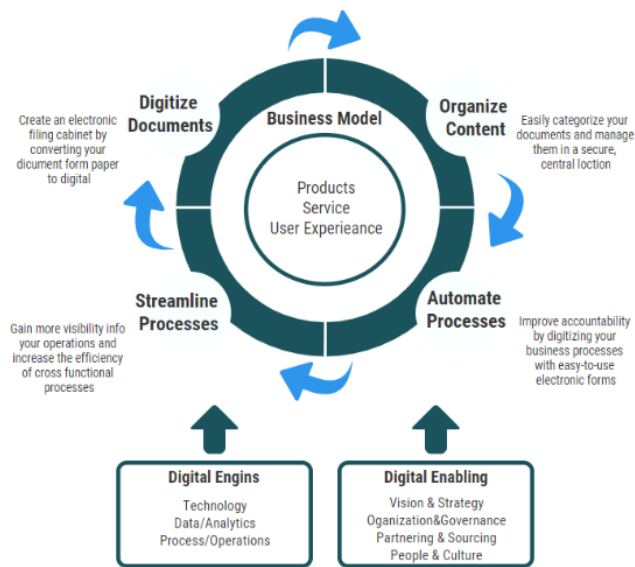 Digitize
Documents
Create an electronic
filing cabinet by
converting your
dicument form paper
to digital
Business Model
Products
Service
User Experieance
Organize
Content
Easily categorize your
documents and manage
them in a secure,
central loction
Streamline
Processes
Gain more visibility info
your operations and
increase the efficiency
of cross functional
processes
Automate
Processes
Improve accountability
by digitizing your
business processes
with easy-to-use
electronic forms
Digital Engins
Technology
Data/Analytics
Process/Operations
Digital Enabling
Vision & Strategy
Oganization&Governance
Partnering & Sourcing
People & Culture